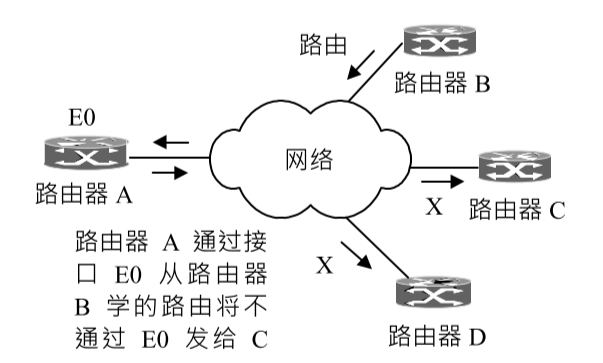 路由
路由器 B
E0
网络
路由器 A
X
路由器 C
路由器 A 通过接
口 E0 从路由器
B 学的路由将不
通过 E0 发给 C
X
路由器 D